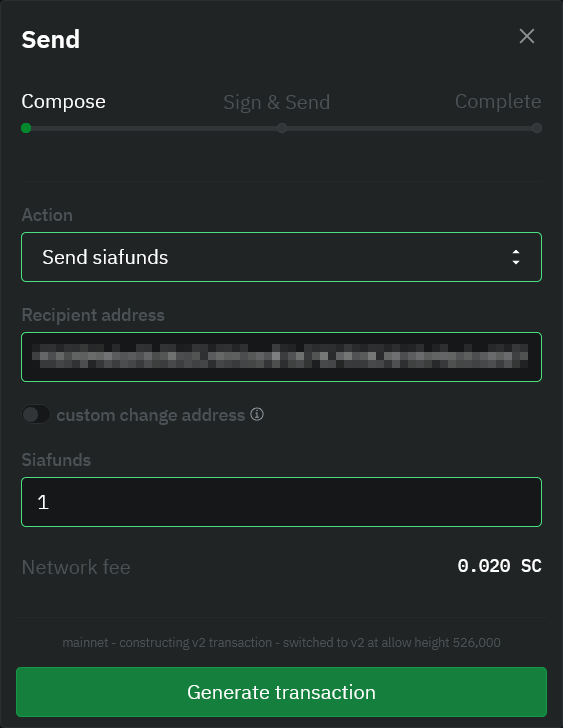 Send
Compose
Sign & Send
Complete
Action
Send siafunds
Recipient address
custom change address
Siafunds
1
Network fee
0.020 SC
mainnet - constructing v2 transaction - switched to v2 at allow height 526,000
Generate transaction